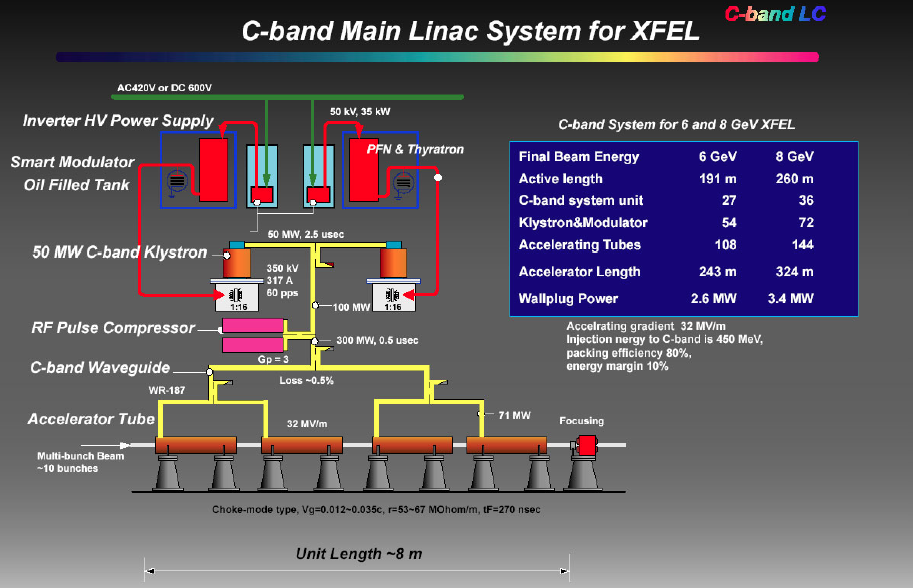 C-band LC
C-band Main Linac System for XFEL
AC420V or DC 600V
50 kV, 35 kW
Inverter HV Power Supply
PFN & Thyratron
Smart Modulator
Oil Filled Tank
50 MW, 2.5 usec
50 MW C-band Klystron
350 kV
317 A
60 pps
1:16
1:16
100 MW
RF Pulse Compressor
300 MW, 0.5 usec
Gp = 3
C-band Waveguide
Loss ~0.5%
WR-187
Accelerator Tube
32 MV/m
71 MW
Focusing
Multi-bunch Beam
~10 bunches
Choke-mode type, Vg=0.012~0.035c, r=53~67 MOhom/m, tF=270 nsec
Unit Length ~8 m
C-band System for 6 and 8 GeV XFEL
Final Beam Energy 6 GeV 8 GeV
Active length 191 m 260 m
C-band system unit 27 36
Klystron&Modulator 54 72
Accelerating Tubes 108 144
Accelerator Length 243 m 324 m
Wallplug Power 2.6 MW 3.4 MW
Accelrating gradient 32 MV/m
Injection nergy to C-band is 450 MeV,
packing efficiency 80%,
energy margin 10%